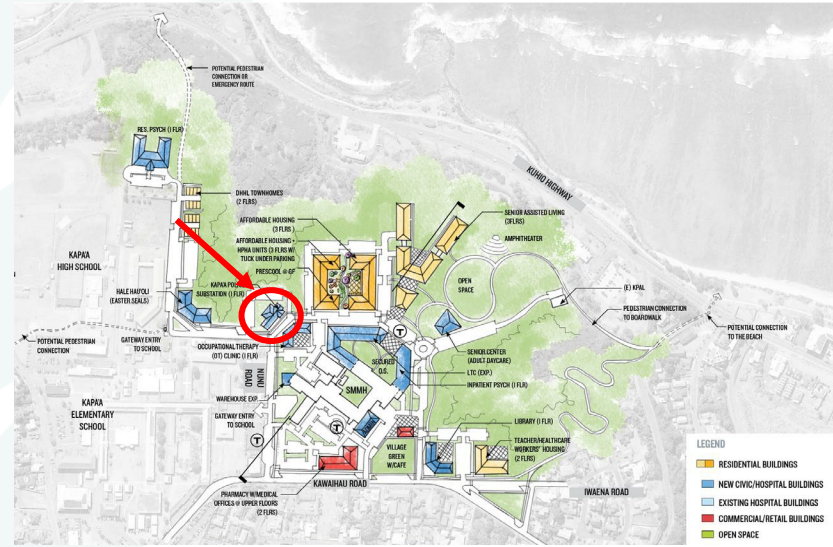 POTENTIAL PEDESTRIAN
CONNECTION OR
EMERGENCY ROUTE
RES. PSYCH (1 FLR)
KUHIO HIGHWAY
DHHL TOWNHOMES
(2 FLRS)
AFFORDABLE HOUSING
(3 FLRS)
AFFORDABLE HOUSING +
HPHA UNITS (3 FLRS W/
TUCK UNDER PARKING
PRESCOOL @ GF
SENIOR ASSISTED LIVING
(3FLRS)
AMPHITHEATER
KAPA'A
HIGH SCHOOL
OPEN
SPACE
(E) KPAL
HALE HAUOLI
(EASTER SEALS)
KAPA'A
SUBSTATION (1 FLR)
PEDESTRIAN CONNECTION
TO BOARDWALK
POTENTIAL CONNECTION
TO THE BEACH
POTENTIAL PEDESTRIAN
CONNECTION
GATEWAY ENTRY
TO SCHOOL
OCCUPATIONAL THERAPY
(OT) CLINIC (1 FLR)
T
SENIOR CENTER
(ADULT DAYCARE)
SECURED
O.S.
LTC (EXP.)
INPATIENT PSYCH (1 FLR)
NUNU
ROAD
SMMH
WAREHOUSE EXP.
GATEWAY ENTRY
TO SCHOOL
KAPA'A
ELEMENTARY
SCHOOL
T
T
LIBRARY (1 FLR)
VILLAGE
GREEN
W/CAFE
TEACHER/HEALTHCARE
WORKERS' HOUSING
(2 FLRS)
KAWAIHAU ROAD
IWAENA ROAD
PHARMACY W/MEDICAL
OFFICES @ UPPER FLOORS
(2 FLRS)
LEGEND
RESIDENTIAL BUILDINGS
NEW CIVIC/HOSPITAL BUILDINGS
EXISTING HOSPITAL BUILDINGS
COMMERCIAL/RETAIL BUILDINGS
OPEN SPACE